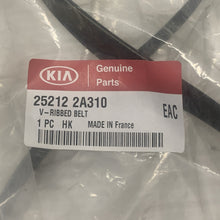 KIA
Genuine
Parts
25212 2A310
V-RIBBED BELT
EAC
1 PC HK MADE IN France